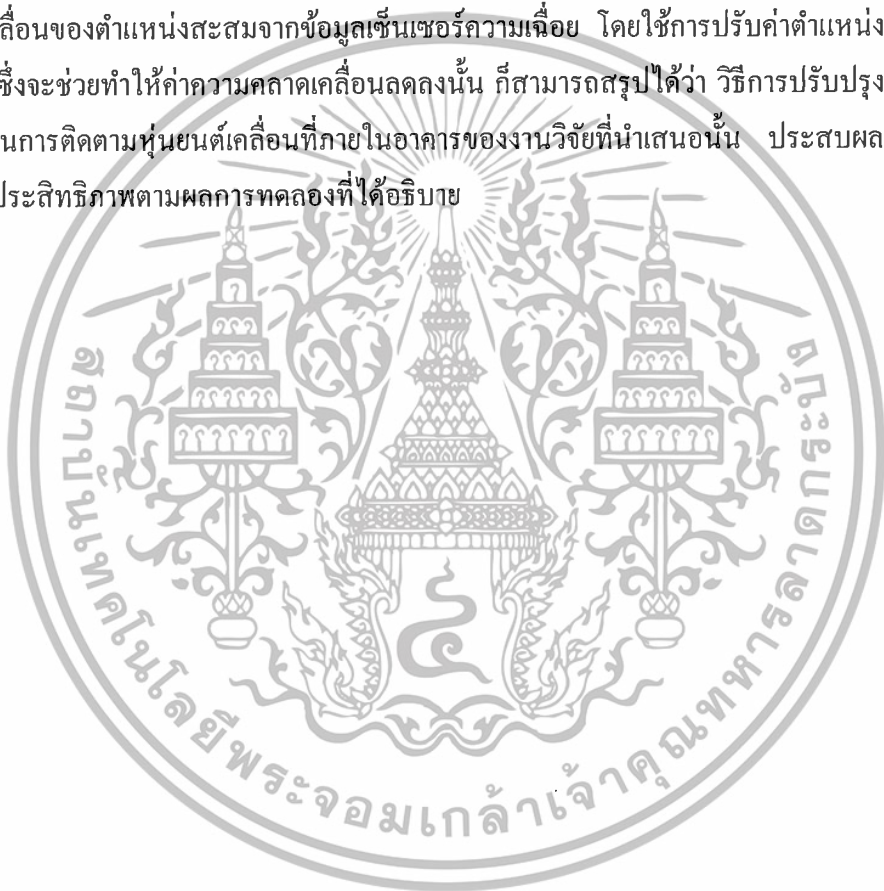 ลื่อนของตำแหน่งสะสมจากข้อมูลเซ็นเซอร์ความเฉื่อย โดยใช้การปรับค่าตำแหน่ง
ซึ่งจะช่วยทำให้ค่าความคลาดเคลื่อนลดลงนั้น ก็สามารถสรุปได้ว่า วิธีการปรับปรุง
นการติดตามหุ่นยนต์เคลื่อนที่ภายในอาคารของงานวิจัยที่นำเสนอนั้น ประสบผล
ประสิทธิภาพตามผลการทดลองที่ได้อธิบาย
สถาบันเทคโนโลยีพระจอมเกล้าเจ้าคุณทหารลาดกระบัง
๔